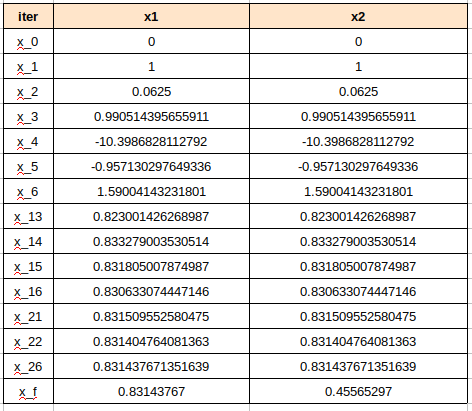 iter x1 x2
x_0 0 0
x_1 1 1
x_2 0.0625 0.0625
x_3 0.990514395655911 0.990514395655911
x_4 -10.3986828112792 -10.3986828112792
x_5 -0.957130297649336 -0.957130297649336
x_6 1.59004143231801 1.59004143231801
x_13 0.823001426268987 0.823001426268987
x_14 0.833279003530514 0.833279003530514
x_15 0.831805007874987 0.831805007874987
x_16 0.830633074447146 0.830633074447146
x_21 0.831509552580475 0.831509552580475
x_22 0.831404764081363 0.831404764081363
x_26 0.831437671351639 0.831437671351639
x_f 0.83143767 0.45565297